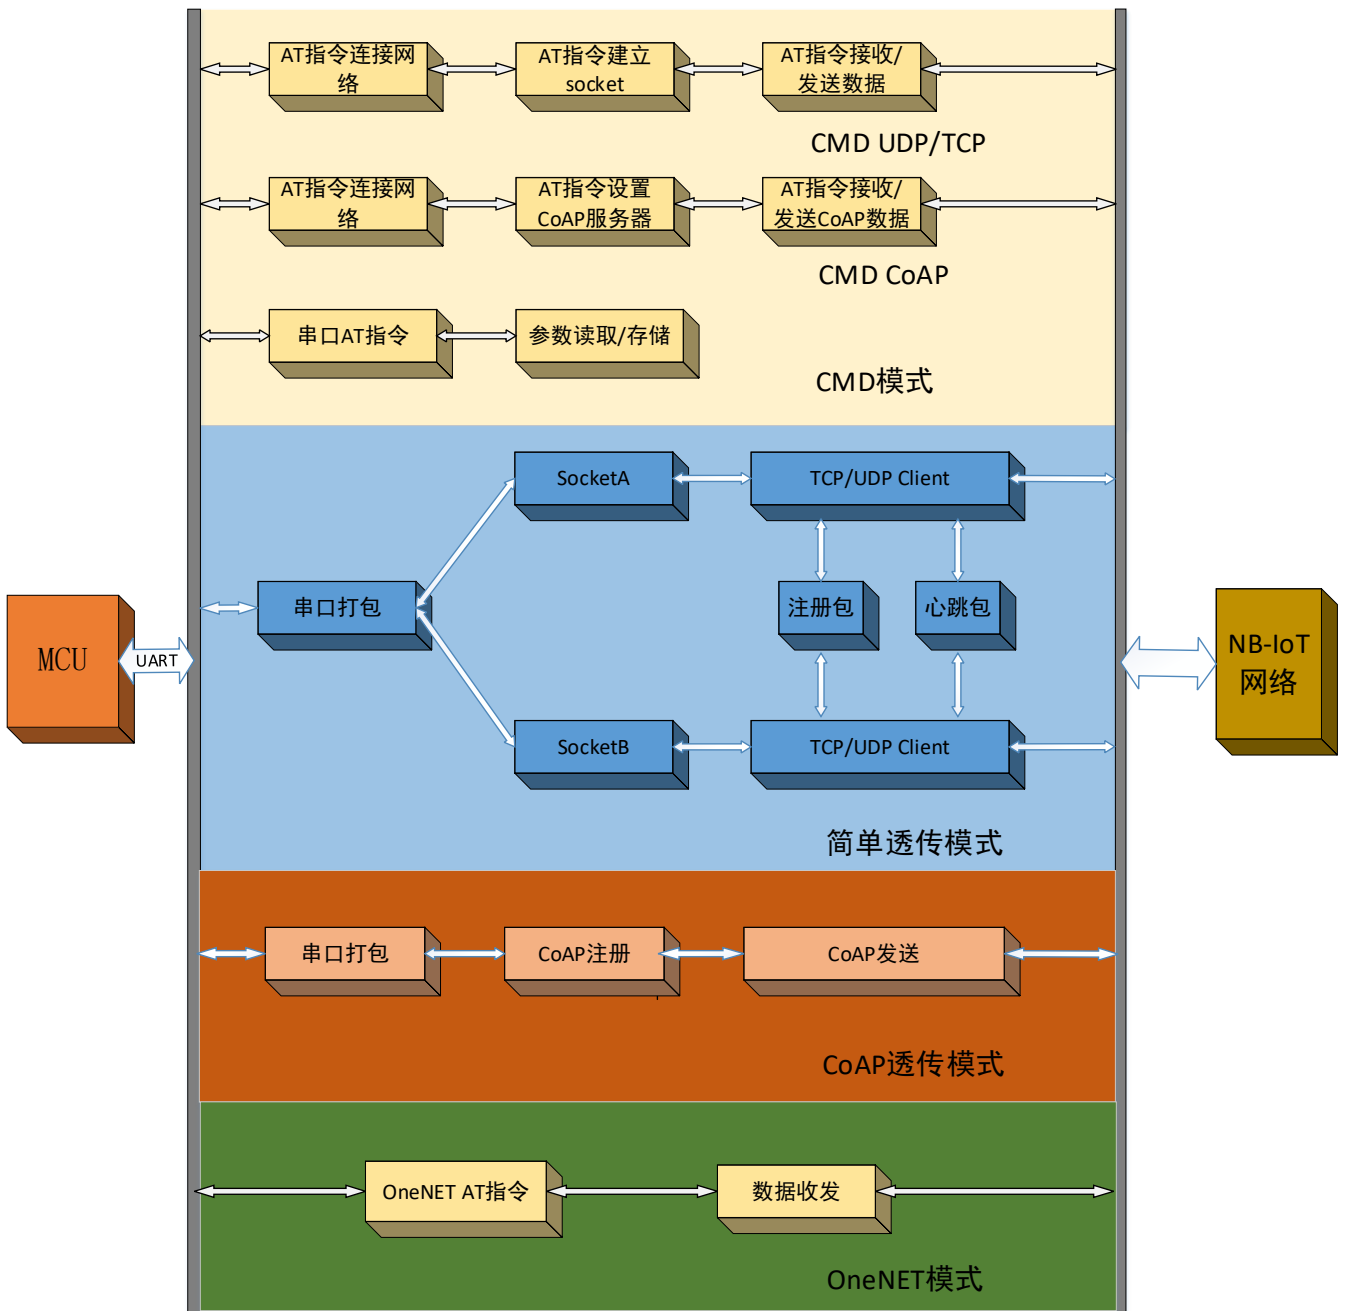 AT指令连接网
络
AT指令建立
socket
AT指令接收/
发送数据
CMD UDP/TCP
AT指令连接网
络
AT指令设置
CoAP服务器
AT指令接收/
发送CoAP数据
CMD CoAP
串口AT指令
参数读取/存储
CMD模式
SocketA
TCP/UDP Client
串口打包
注册包
心跳包
MCU
UART
NB-IoT
网络
SocketB
TCP/UDP Client
简单透传模式
串口打包
CoAP注册
CoAP发送
CoAP透传模式
OneNET AT指令
数据收发
OneNET模式